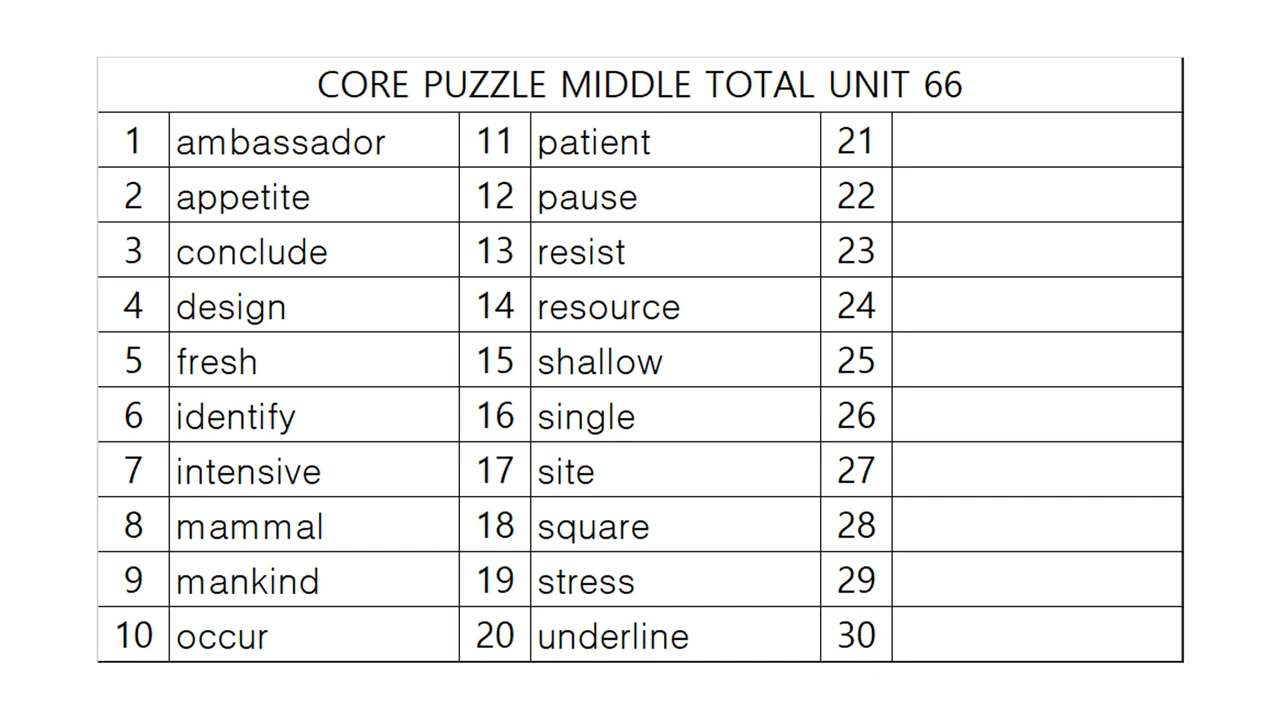 CORE PUZZLE MIDDLE TOTAL UNIT 66
1 ambassador 11 patient 21
2 appetite 12 pause 22
3 conclude 13 resist 23
4 design 14 resource 24
5 fresh 15 shallow 25
6 identify 16 single 26
7 intensive 17 site 27
8 mammal 18 square 28
9 mankind 19 stress 29
10 occur 20 underline 30